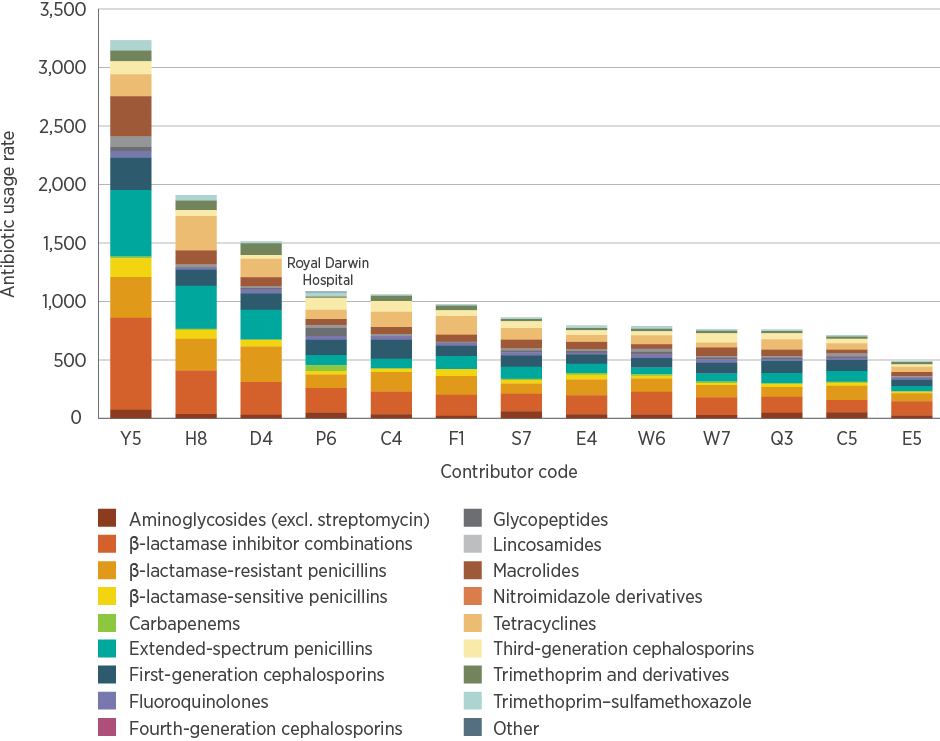 3,500
3,000
2,500
2,000
1,500
1,000
500
0
Antibiotic usage rate
Royal Darwin
Hospital
Y5 H8 D4 P6 C4 F1 S7 E4 W6 W7 Q3 C5 E5
Contributor code
Aminoglycosides (excl. streptomycin)
β-lactamase inhibitor combinations
β-lactamase-resistant penicillins
β-lactamase-sensitive penicillins
Carbapenems
Extended-spectrum penicillins
First-generation cephalosporins
Fluoroquinolones
Fourth-generation cephalosporins
Glycopeptides
Lincosamides
Macrolides
Nitroimidazole derivatives
Tetracyclines
Third-generation cephalosporins
Trimethoprim and derivatives
Trimethoprim–sulfamethoxazole
Other